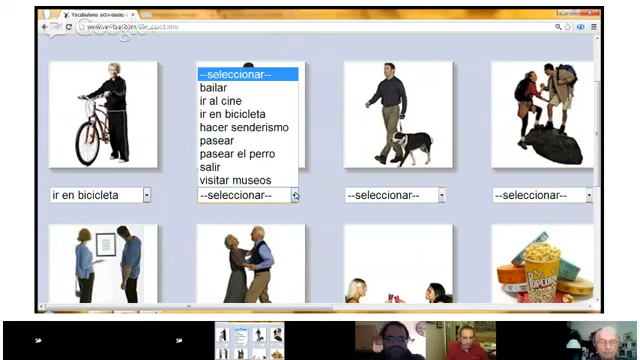 Vocabulario: actividades
Google+
--seleccionar--
bailar
ir al cine
ir en bicicleta
hacer senderismo
pasear
pasear el perro
salir
visitar museos
ir en bicicleta
--seleccionar--
--seleccionar--
--seleccionar--
POPCORN